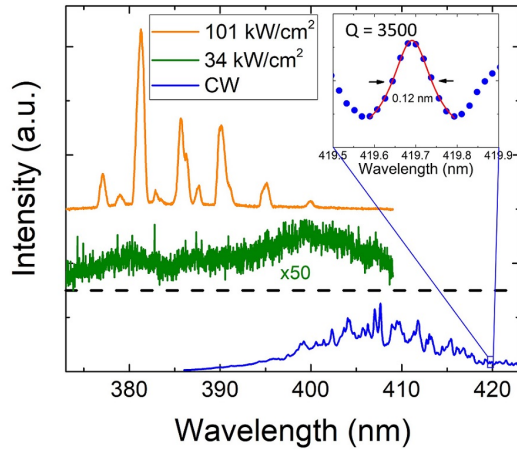 101 kW/cm²
34 kW/cm²
CW
Q = 3500
0.12 nm
419.5 419.6 419.7 419.8 419.9
Wavelength (nm)
Intensity (a.u.)
x50
380 390 400 410 420
Wavelength (nm)